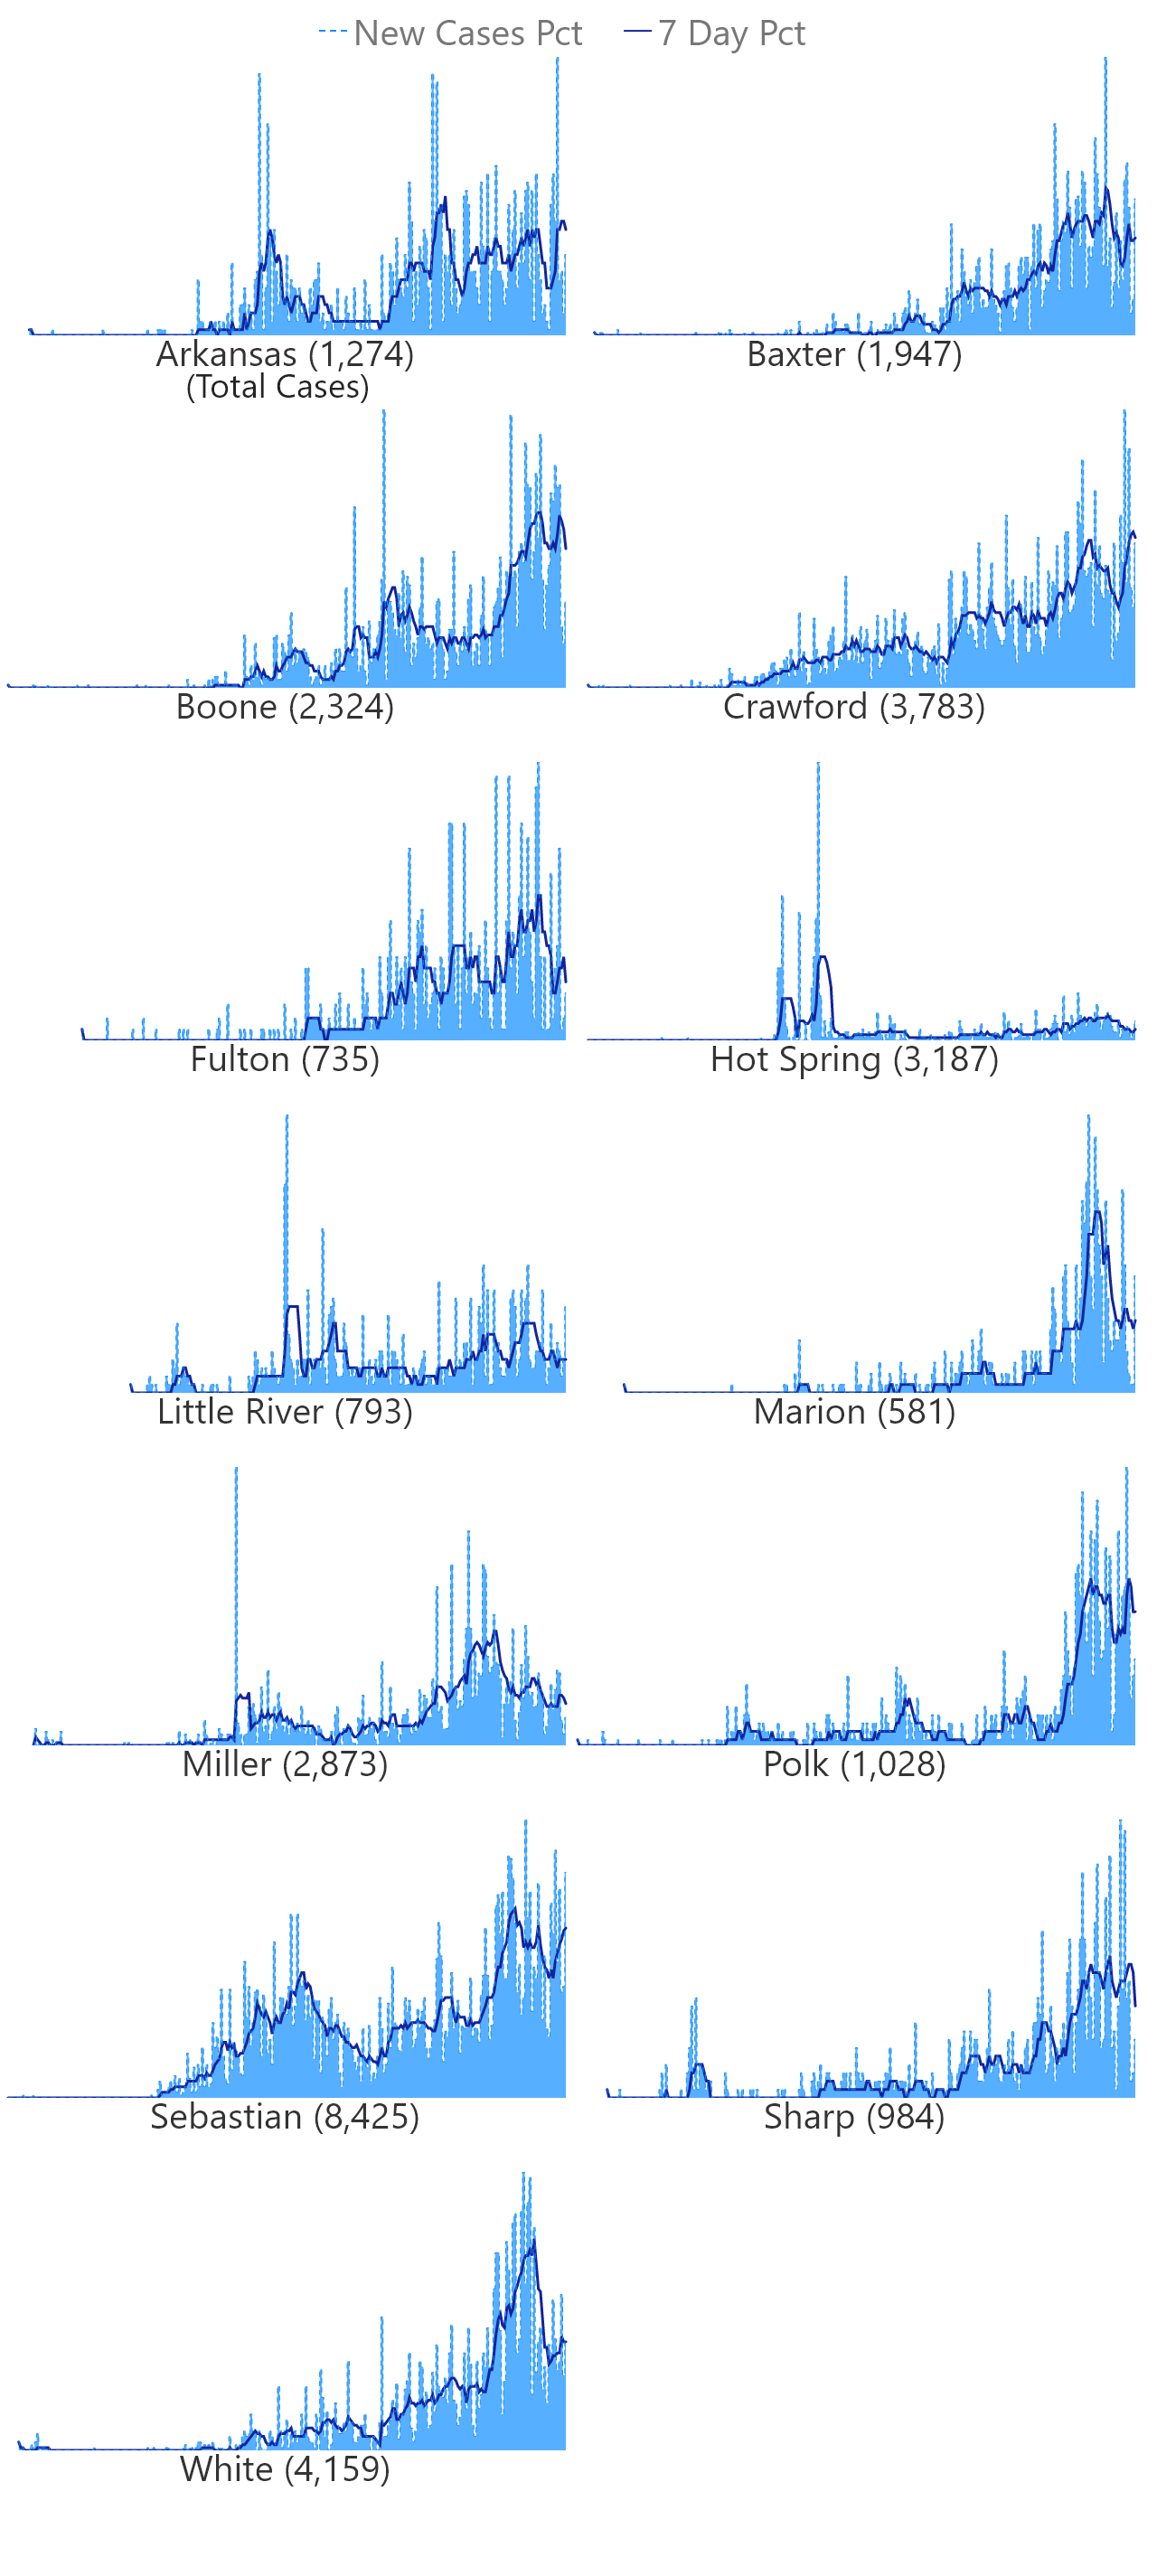 New Cases Pct 7 Day Pct
Arkansas (1,274) Baxter (1,947)
(Total Cases)
Boone (2,324) Crawford (3,783)
Fulton (735) Hot Spring (3,187)
Little River (793) Marion (581)
Miller (2,873) Polk (1,028)
Sebastian (8,425) Sharp (984)
White (4,159)